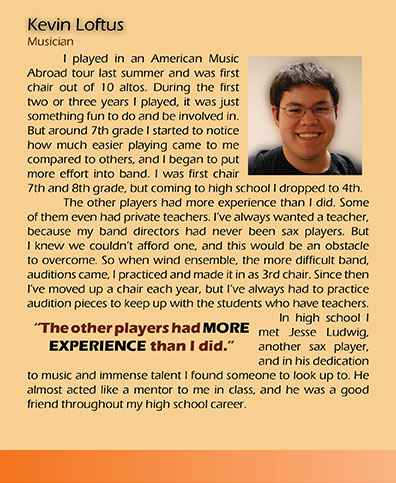 Kevin Loftus
Musician
I played in an American Music
Abroad tour last summer and was first
chair out of 10 altos. During the first
two or three years I played, it was just
something fun to do and be involved in.
But around 7th grade I started to notice
how much easier playing came to me
compared to others, and I began to put
more effort into band. I was first chair
7th and 8th grade, but coming to high school I dropped to 4th.
The other players had more experience than I did. Some
of them even had private teachers. I've always wanted a teacher,
because my band directors had never been sax players. But
I knew we couldn't afford one, and this would be an obstacle
to overcome. So when wind ensemble, the more difficult band,
auditions came, I practiced and made it in as 3rd chair. Since then
I've moved up a chair each year, but I've always had to practice
audition pieces to keep up with the students who have teachers.
In high school I
met Jesse Ludwig,
another sax player,
and in his dedication
"The other players had MORE
EXPERIENCE than I did."
to music and immense talent I found someone to look up to. He
almost acted like a mentor to me in class, and he was a good
friend throughout my high school career.